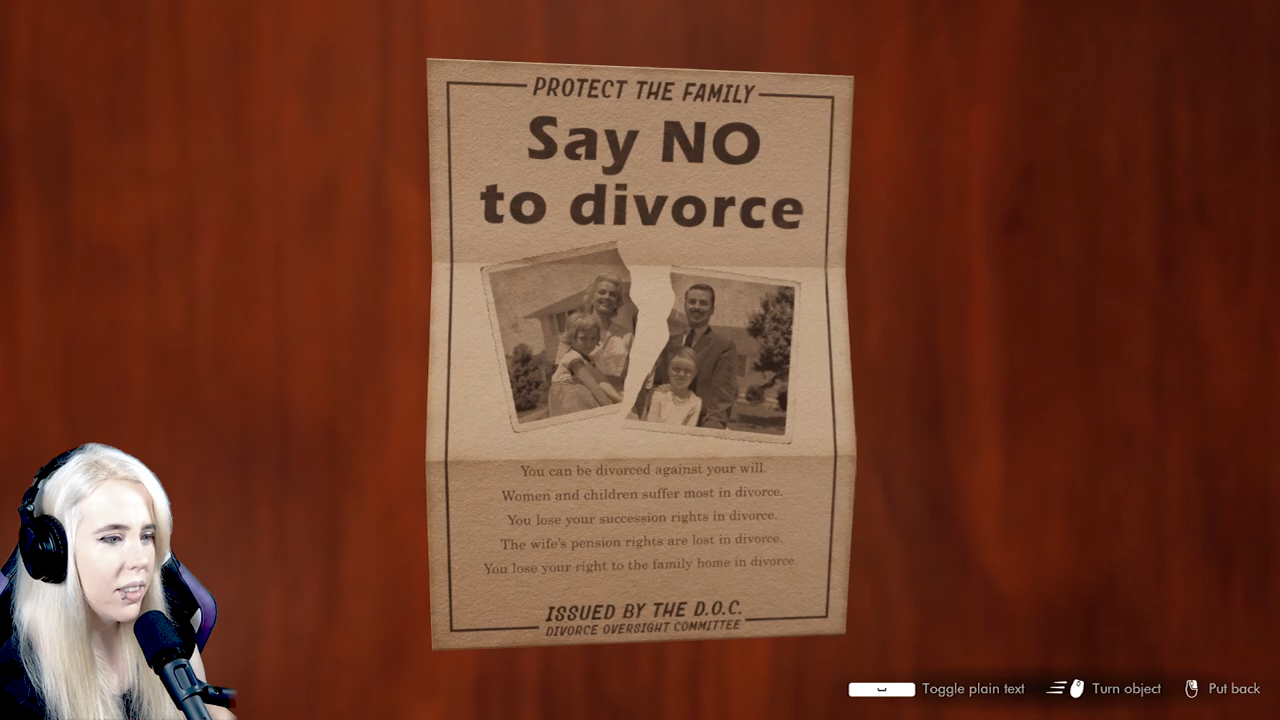 PROTECT THE FAMILY
Say NO
to divorce
You can be divorced against your will.
Women and children suffer most in divorce.
You lose your succession rights in divorce.
The wife's pension rights are lost in divorce.
You lose your right to the family home in divorce.
ISSUED BY THE D.O.C.
DIVORCE OVERSIGHT COMMITTEE
Toggle plain text
Turn object
Put back